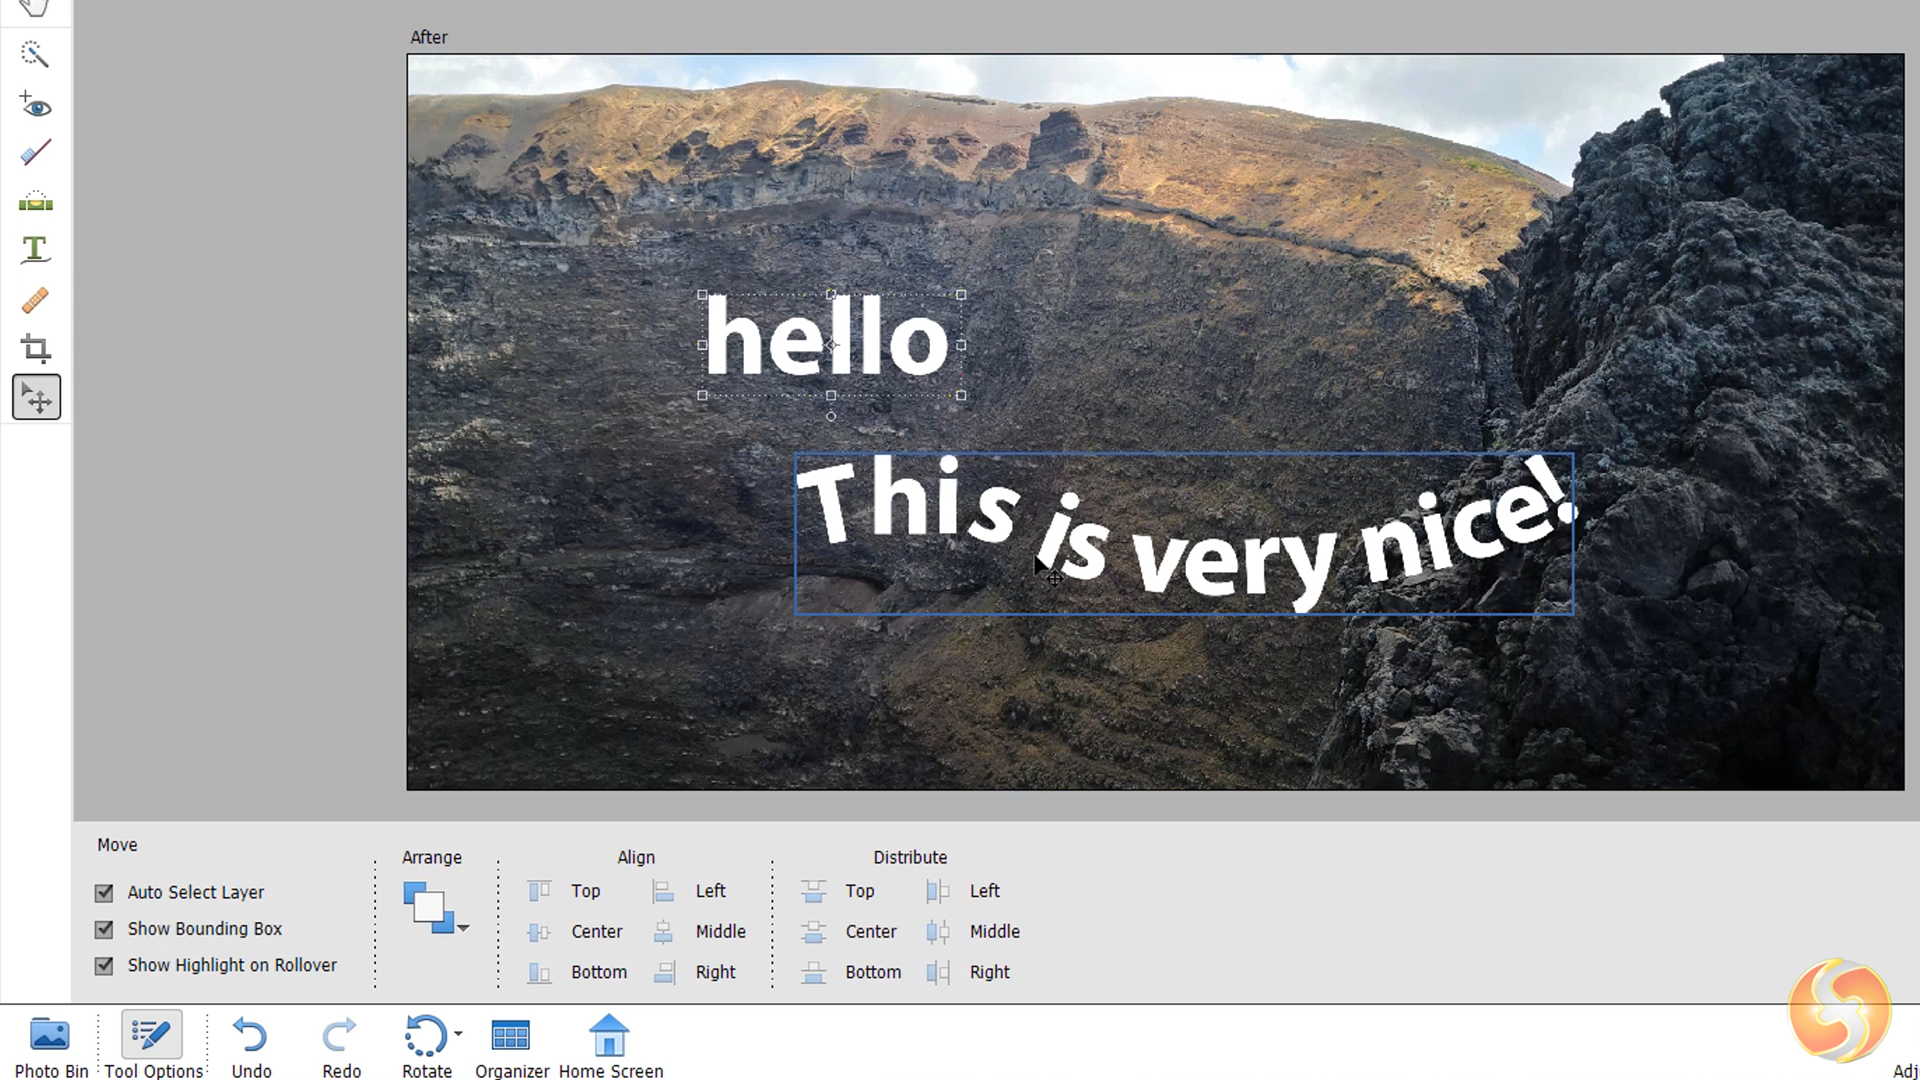 After
hello
This is very nice!
Move
Auto Select Layer
Show Bounding Box
Show Highlight on Rollover
Arrange
Align
Top Left
Center Middle
Bottom Right
Distribute
Top Left
Center Middle
Bottom Right
Photo Bin
Tool Options
Undo
Redo
Rotate
Organizer
Home Screen
Adj